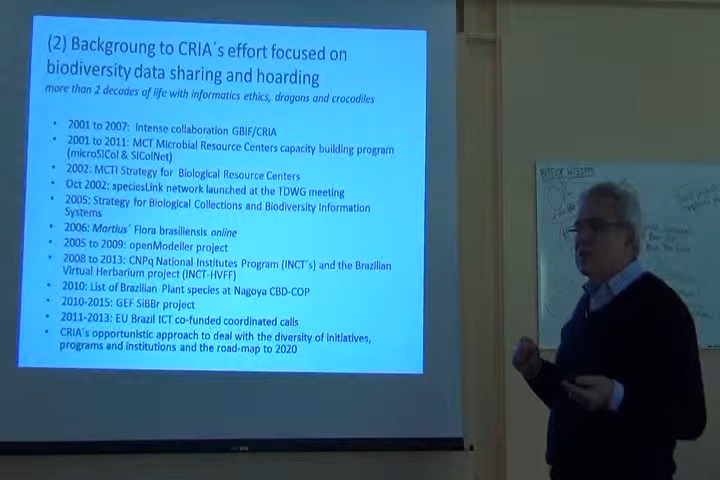 (2) Backgroung to CRIA´s effort focused on
biodiversity data sharing and hoarding
more than 2 decades of life with informatics ethics, dragons and crocodiles
• 2001 to 2007: intense collaboration GBIF/CRIA
• 2001 to 2011: MCT Microbial Resource Centers capacity building program
(microSICol & SIColNet)
• 2002: MCTI Strategy for Biological Resource Centers
• Oct 2002: speciesLink network launched at the TDWG meeting
• 2005: Strategy for Biological Collections and Biodiversity Information
Systems
• 2006: Martius´ Flora brasiliensis online
• 2005 to 2009: openModeller project
• 2008 to 2013: CNPq National Institutes Program (INCT´s) and the Brazilian
Virtual Herbarium project (INCT-HVFF)
• 2010: List of Brazilian Plant species at Nagoya CBD-COP
• 2010-2015: GEF SiBBr project
• 2011-2013: EU Brazil ICT co-funded coordinated calls
• CRIA´s opportunistic approach to deal with the diversity of initiatives,
programs and institutions and the road-map to 2020